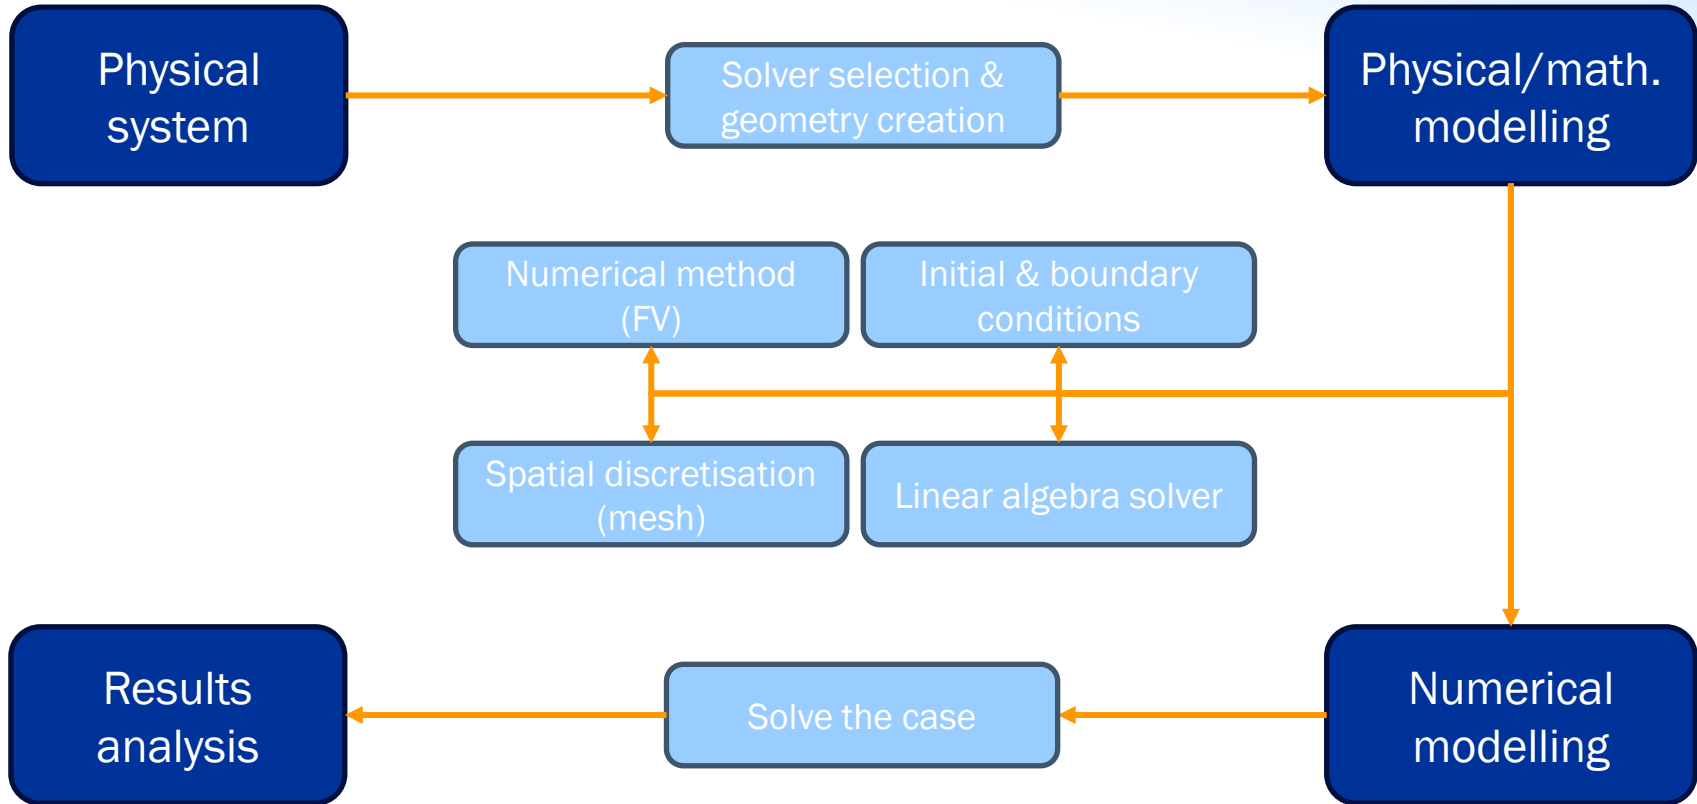 Physical
system
Solver selection &
geometry creation
Physical/math.
modelling
Numerical method
(FV)
Initial & boundary
conditions
Spatial discretisation
(mesh)
Linear algebra solver
Results
analysis
Solve the case
Numerical
modelling